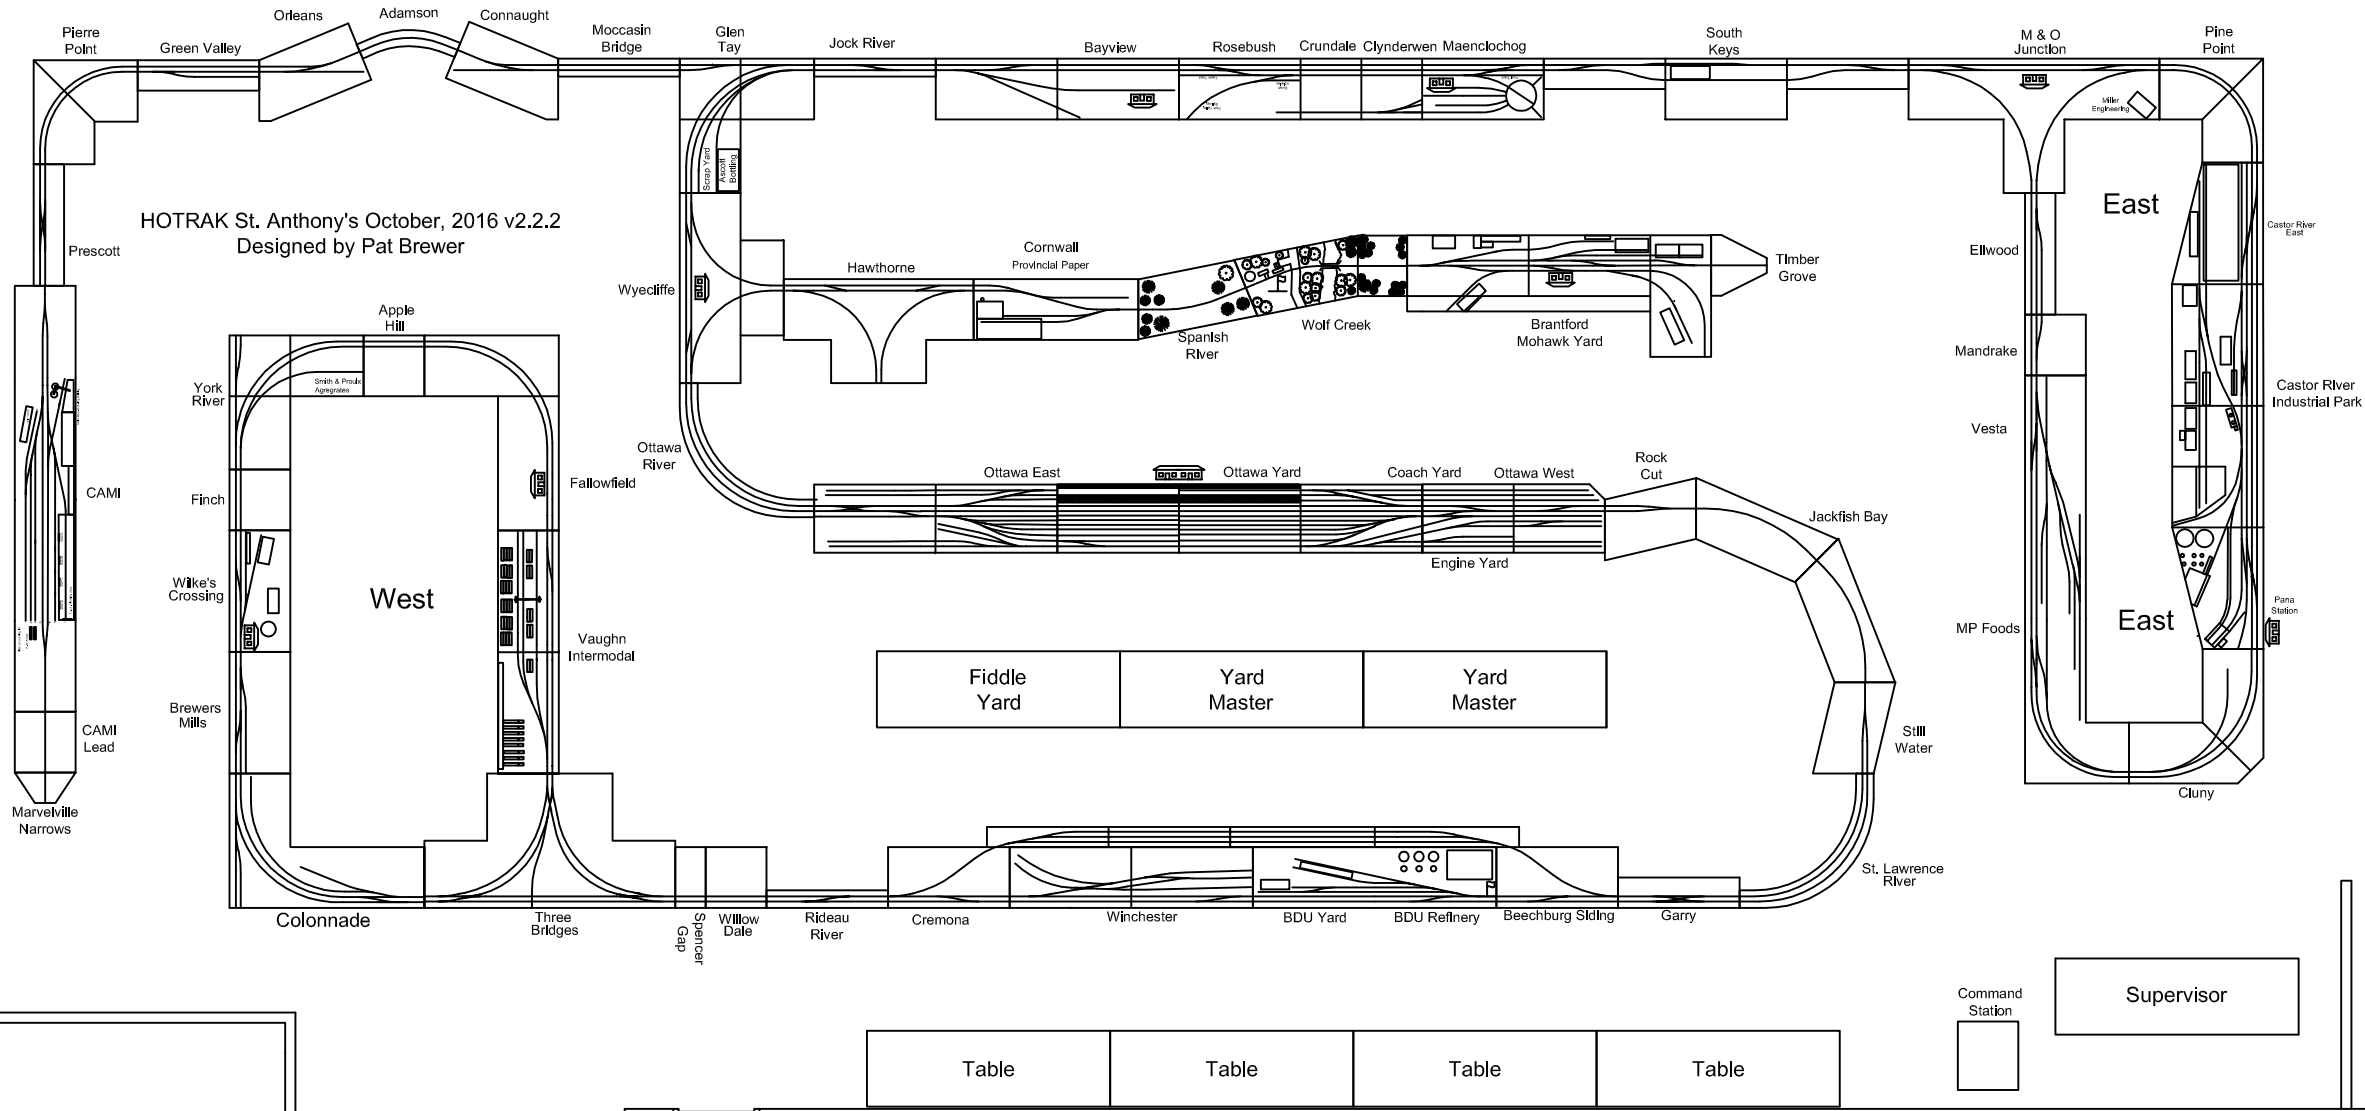 Orleans
Adamson
Connaught
Pierre
Point
Green Valley
Moccasin
Bridge
Glen
Tay
Jock River
Bayview
Rosebush
Crundale
Clynderwen
Maenclochog
South
Keys
M & O
Junction
Pine
Point
Miller
Engineering
Scrap Yard
Ascott
Bottling
HOTRAK St. Anthony's October, 2016 v2.2.2
Designed by Pat Brewer
Prescott
East
Castor River
East
Ellwood
Cornwall
Provincial Paper
Hawthorne
Wyecliffe
Timber
Grove
Spanish
River
Wolf Creek
Brantford
Mohawk Yard
Apple
Hill
Mandrake
York
River
Smith & Proulx
Agregrates
Castor River
Industrial Park
Vesta
Ottawa
River
Ottawa East
Ottawa Yard
Coach Yard
Ottawa West
Rock
Cut
CAMI
Finch
Fallowfield
Jackfish Bay
Engine Yard
Wilke's
Crossing
West
East
Pana
Station
MP Foods
Vaughn
Intermodal
Fiddle
Yard
Yard
Master
Yard
Master
Brewers
Mills
CAMI
Lead
Still
Water
Cluny
Marvelville
Narrows
St. Lawrence
River
Colonnade
Three
Bridges
Spencer
Gap
Willow
Dale
Rideau
River
Cremona
Winchester
BDU Yard
BDU Refinery
Beechburg Siding
Garry
Command
Station
Supervisor
Table
Table
Table
Table